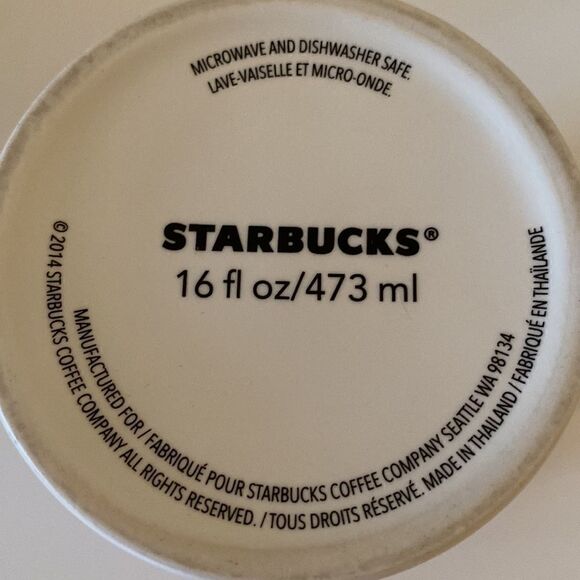 MICROWAVE AND DISHWASHER SAFE.
LAVE-VAISELLE ET MICRO-ONDE.
STARBUCKS®
16 fl oz/473 ml
MANUFACTURED FOR / FABRIQUÉ POUR STARBUCKS COFFEE COMPANY SEATTLE WA 98134
© 2014 STARBUCKS COFFEE COMPANY ALL RIGHTS RESERVED. / TOUS DROITS RÉSERVÉ. MADE IN THAILAND / FABRIQUÉ EN THAÏLANDE